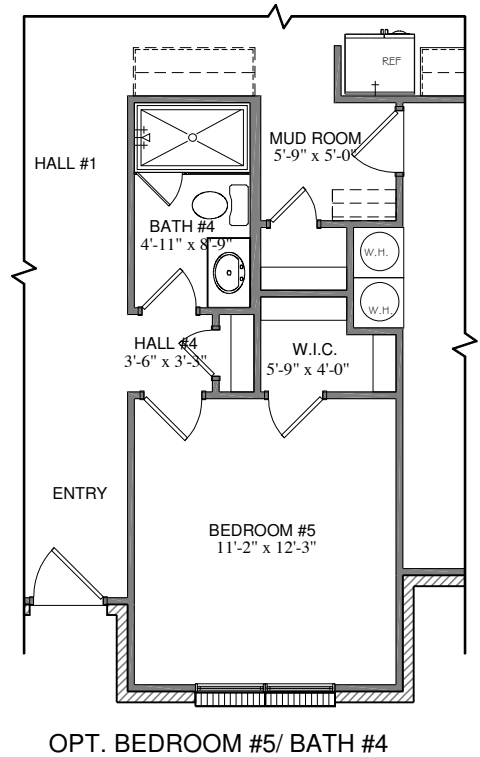 REF
MUD ROOM
5'-9" x 5'-0"
HALL #1
BATH #4
4'-11" x 8'-9"
W.H.
W.H.
HALL #4
3'-6" x 3'-3"
W.I.C.
5'-9" x 4'-0"
ENTRY
BEDROOM #5
11'-2" x 12'-3"
OPT. BEDROOM #5/ BATH #4